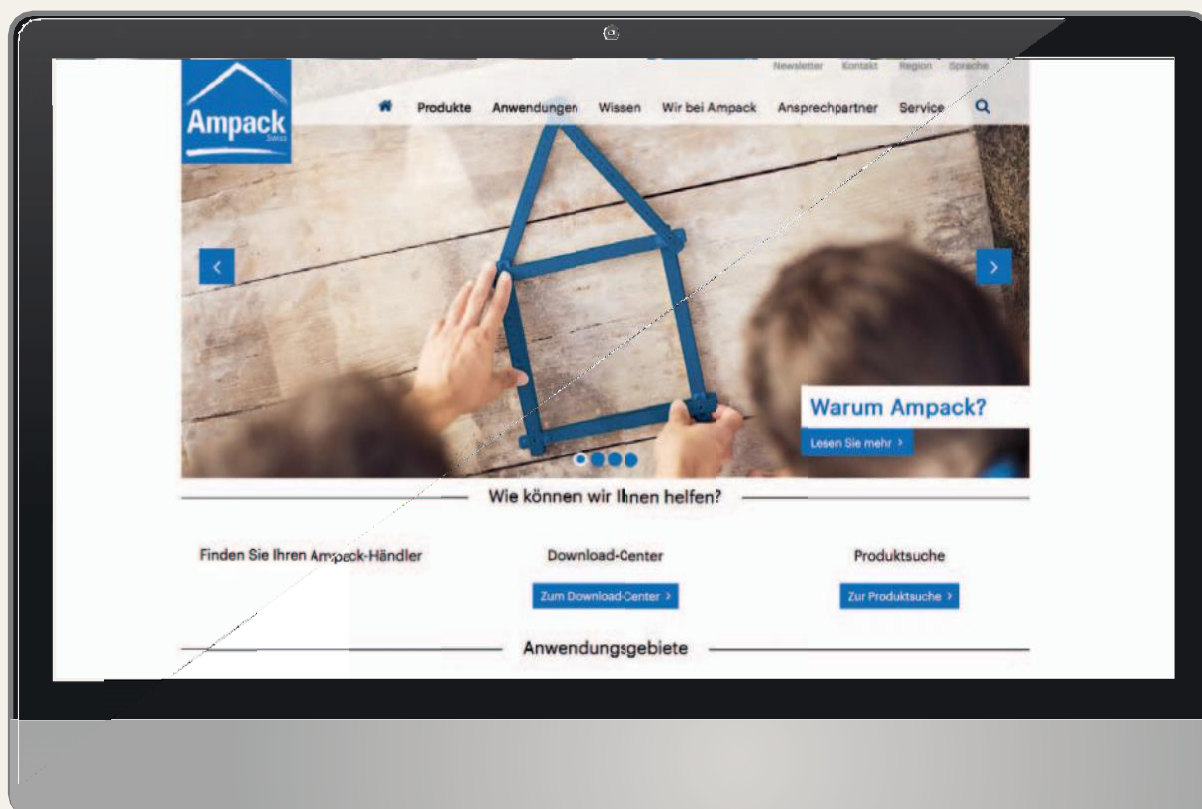 Newsletter Kontakt Region Sprache
Ampack
Swiss
Produkte Anwendungen Wissen Wir bei Ampack Ansprechpartner Service
Warum Ampack?
Lesen Sie mehr >
Wie können wir Ihnen helfen?
Finden Sie Ihren Ampack-Händler
Download-Center
Produktsuche
Zum Download-Center >
Zur Produktsuche >
Anwendungsgebiete